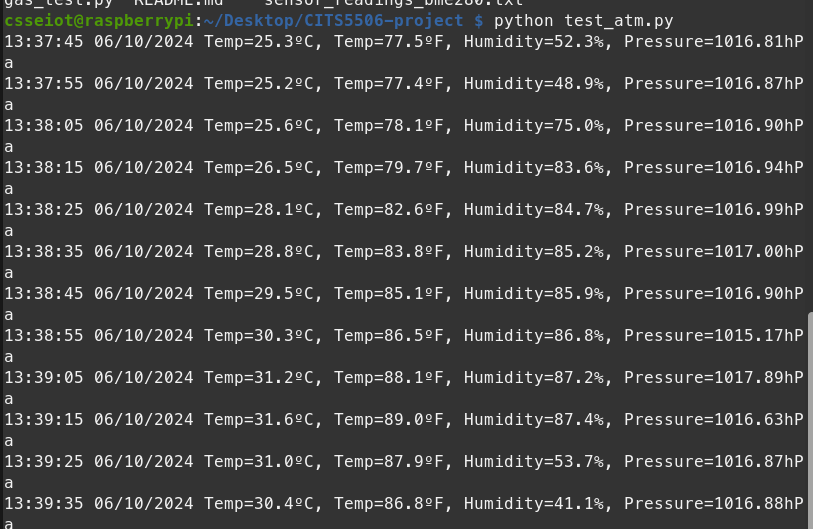 gas_test.py  README.md    sensor_readings_bme280.txt
csseiot@raspberrypi:~/Desktop/CITS5506-project $ python test_atm.py
13:37:45 06/10/2024 Temp=25.3ºC, Temp=77.5ºF, Humidity=52.3%, Pressure=1016.81hP
a
13:37:55 06/10/2024 Temp=25.2ºC, Temp=77.4ºF, Humidity=48.9%, Pressure=1016.87hP
a
13:38:05 06/10/2024 Temp=25.6ºC, Temp=78.1ºF, Humidity=75.0%, Pressure=1016.90hP
a
13:38:15 06/10/2024 Temp=26.5ºC, Temp=79.7ºF, Humidity=83.6%, Pressure=1016.94hP
a
13:38:25 06/10/2024 Temp=28.1ºC, Temp=82.6ºF, Humidity=84.7%, Pressure=1016.99hP
a
13:38:35 06/10/2024 Temp=28.8ºC, Temp=83.8ºF, Humidity=85.2%, Pressure=1017.00hP
a
13:38:45 06/10/2024 Temp=29.5ºC, Temp=85.1ºF, Humidity=85.9%, Pressure=1016.90hP
a
13:38:55 06/10/2024 Temp=30.3ºC, Temp=86.5ºF, Humidity=86.8%, Pressure=1015.17hP
a
13:39:05 06/10/2024 Temp=31.2ºC, Temp=88.1ºF, Humidity=87.2%, Pressure=1017.89hP
a
13:39:15 06/10/2024 Temp=31.6ºC, Temp=89.0ºF, Humidity=87.4%, Pressure=1016.63hP
a
13:39:25 06/10/2024 Temp=31.0ºC, Temp=87.9ºF, Humidity=53.7%, Pressure=1016.87hP
a
13:39:35 06/10/2024 Temp=30.4ºC, Temp=86.8ºF, Humidity=41.1%, Pressure=1016.88hP
a